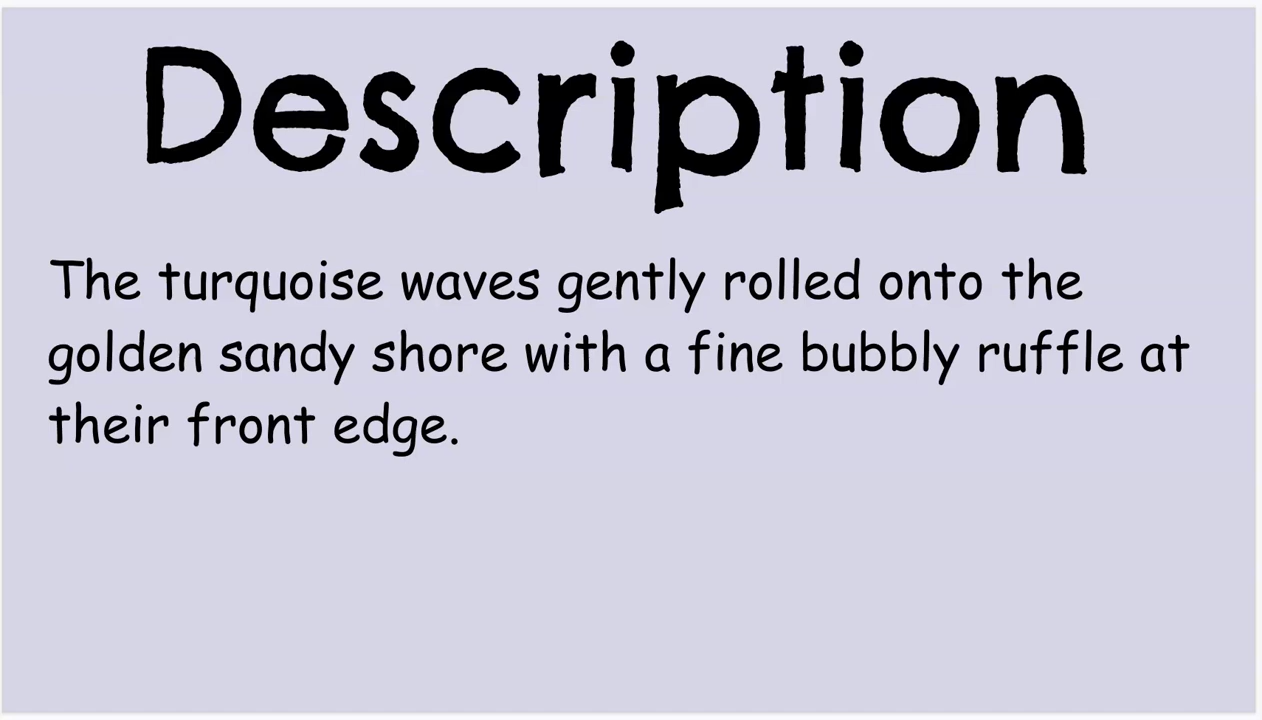 Description
The turquoise waves gently rolled onto the
golden sandy shore with a fine bubbly ruffle at
their front edge.